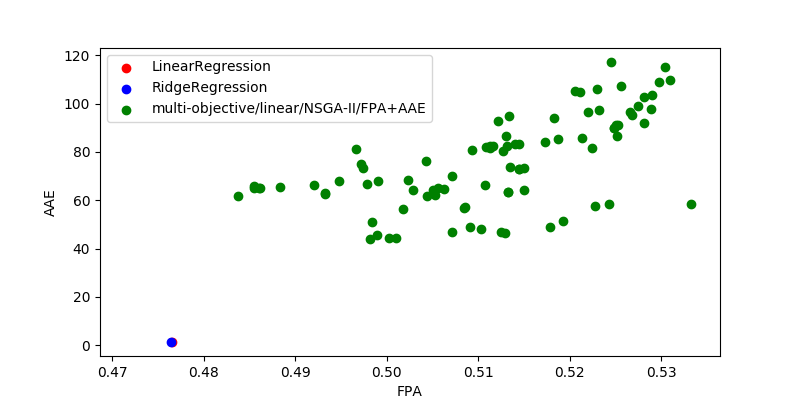 LinearRegression
RidgeRegression
multi-objective/linear/NSGA-II/FPA+AAE
120
100
80
60
40
20
0
AAE
0.47 0.48 0.49 0.50 0.51 0.52 0.53
FPA